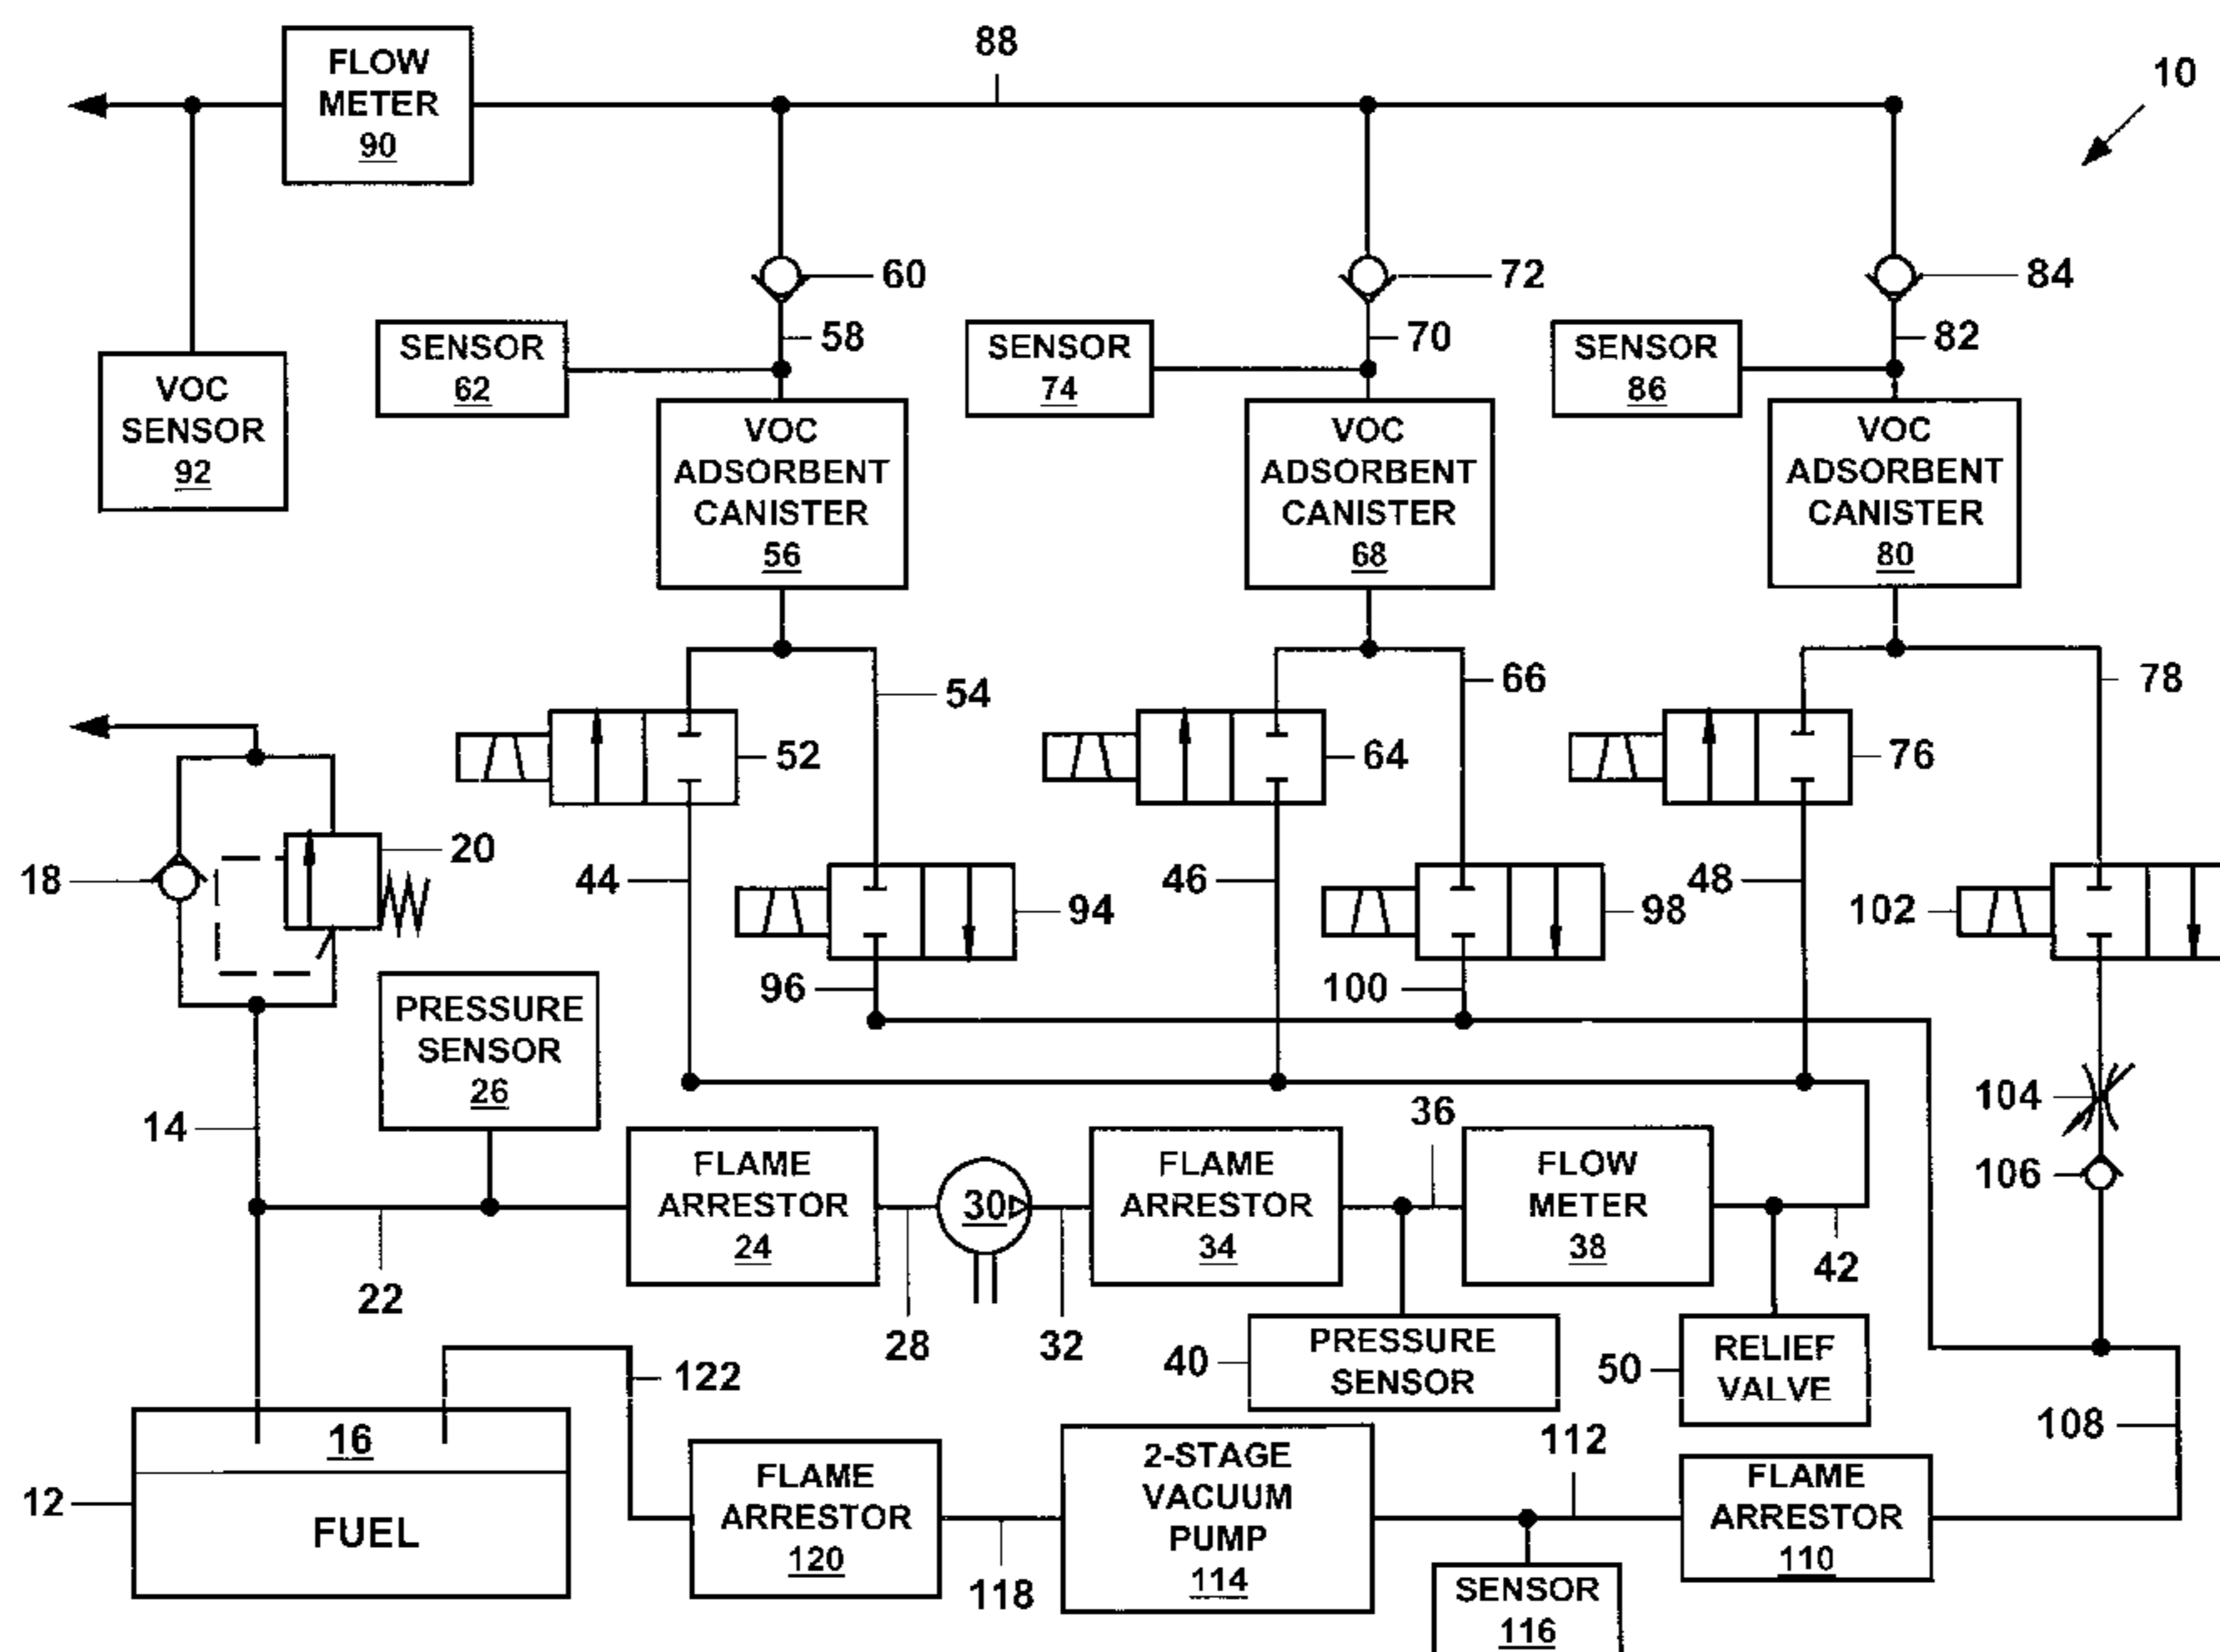 88
10
FLOW
METER
90
60
72
84
58
70
82
SENSOR
62
SENSOR
74
SENSOR
86
VOC
SENSOR
92
VOC
ADSORBENT
CANISTER
56
VOC
ADSORBENT
CANISTER
68
VOC
ADSORBENT
CANISTER
80
54
66
78
52
64
76
20
18
44
46
48
94
98
102
96
100
PRESSURE
SENSOR
26
14
36
104
106
FLAME
ARRESTOR
24
30
FLAME
ARRESTOR
34
FLOW
METER
38
22
28
32
42
40
PRESSURE
SENSOR
50
RELIEF
VALVE
122
108
16
12
FUEL
FLAME
ARRESTOR
120
118
2-STAGE
VACUUM
PUMP
114
112
FLAME
ARRESTOR
110
SENSOR
116